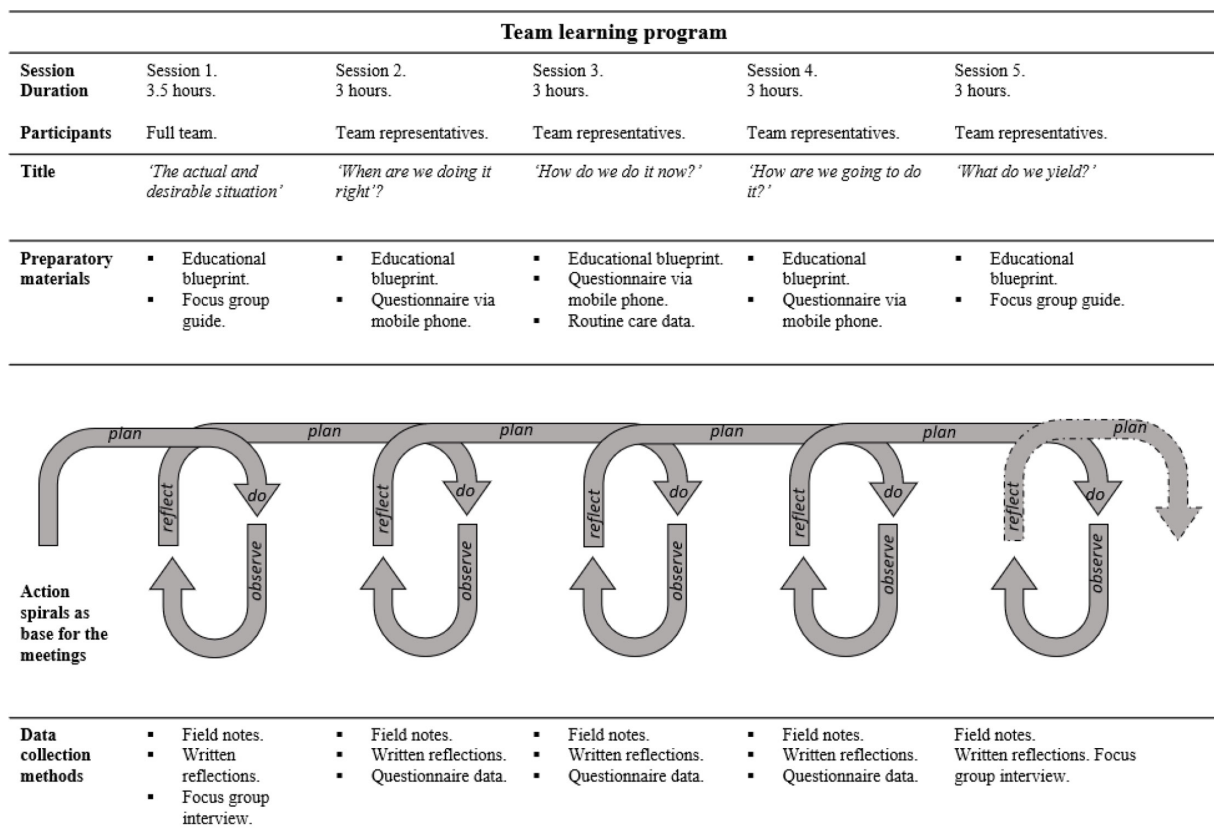 Team learning program
Session Duration
Session 1.
3.5 hours.
Session 2.
3 hours.
Session 3.
3 hours.
Session 4.
3 hours.
Session 5.
3 hours.
Participants
Full team.
Team representatives.
Team representatives.
Team representatives.
Team representatives.
Title
‘The actual and
desirable situation’
‘When are we doing it
right’?
‘How do we do it now?’
‘How are we going to do
it?’
‘What do we yield?’
Preparatory
materials
▪ Educational
blueprint.
▪ Focus group
guide.
▪ Educational
blueprint.
▪ Questionnaire via
mobile phone.
▪ Educational blueprint.
▪ Questionnaire via
mobile phone.
▪ Routine care data.
▪ Educational
blueprint.
▪ Questionnaire via
mobile phone.
▪ Educational
blueprint.
▪ Focus group guide.
plan
plan
plan
plan
plan
plan
reflect
do
observe
reflect
do
observe
reflect
do
observe
reflect
do
observe
reflect
do
observe
Action
spirals as
base for the
meetings
Data
collection
methods
▪ Field notes.
▪ Written
reflections.
▪ Focus group
interview.
▪ Field notes.
▪ Written reflections.
▪ Questionnaire data.
▪ Field notes.
▪ Written reflections.
▪ Questionnaire data.
▪ Field notes.
▪ Written reflections.
▪ Questionnaire data.
Field notes.
Written reflections. Focus
group interview.